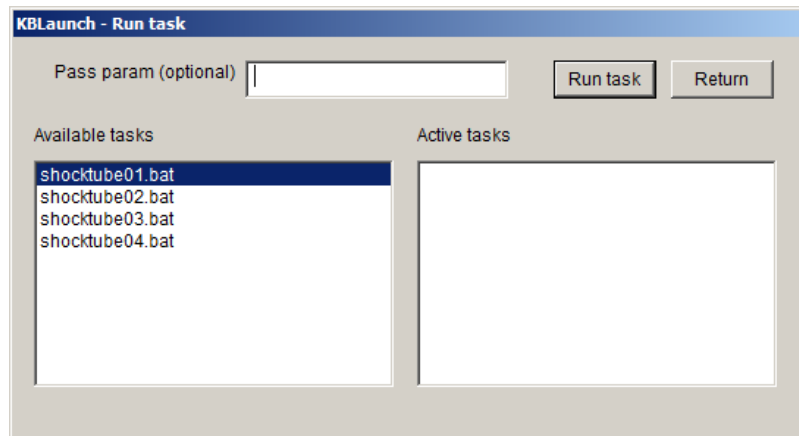 KBLaunch - Run task
Pass param (optional)
Run task
Return
Available tasks
Active tasks
shocktube01.bat
shocktube02.bat
shocktube03.bat
shocktube04.bat